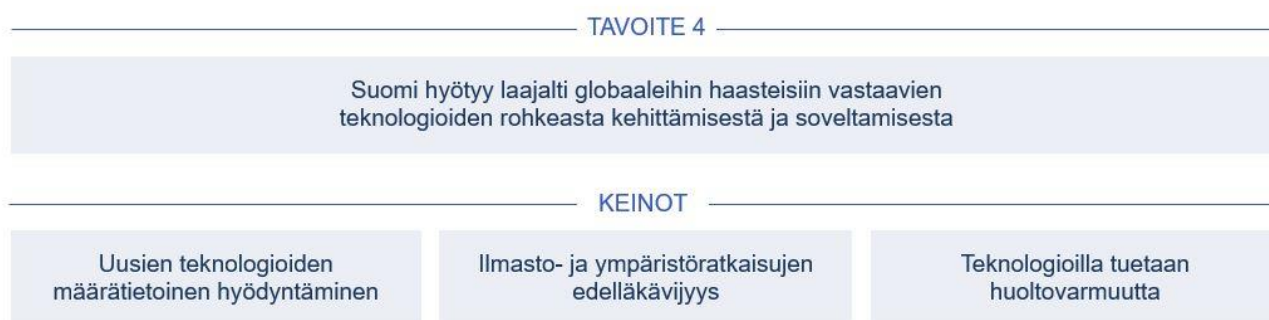 TAVOITE 4
Suomi hyötyy laajalti globaaleihin haasteisiin vastaavien
teknologioiden rohkeasta kehittämisestä ja soveltamisesta
KEINOT
Uusien teknologioiden
määrätietoinen hyödyntäminen
Ilmasto- ja ympäristöratkaisujen
edelläkävijyys
Teknologioilla tuetaan
huoltovarmuutta